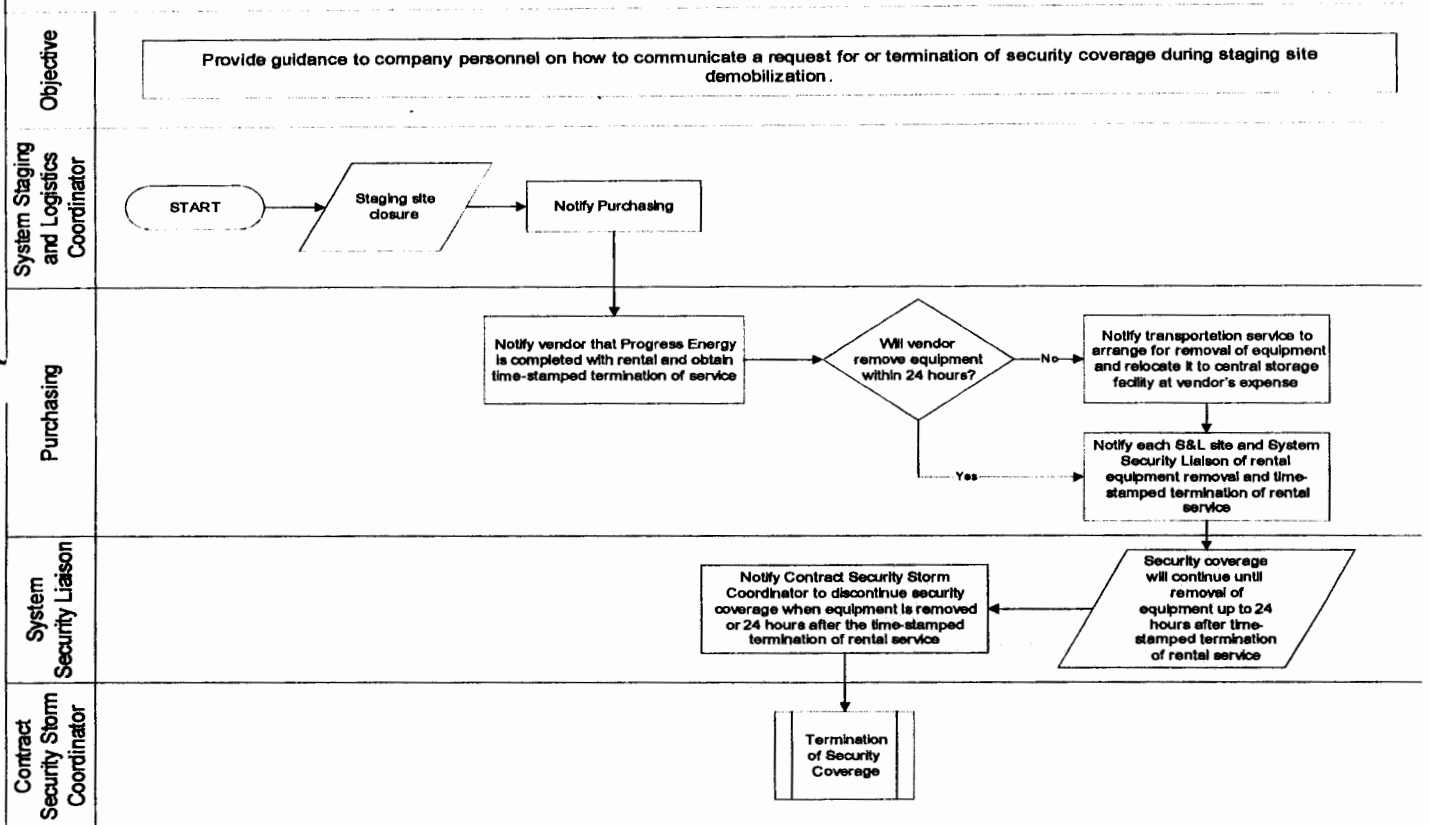 Objective
Provide guidance to company personnel on how to communicate a request for or termination of security coverage during staging site
demobilization.
System Staging
and Logistics
Coordinator
START
Staging site
closure
Notify Purchasing
Purchasing
Notify vendor that Progress Energy
is completed with rental and obtain
time-stamped termination of service
Will vendor
remove equipment
within 24 hours?
No
Notify transportetion service to
arrange for removal of equipment
and relocate it to central storage
facility at vendor's expense
Yes
Notify each S&L site and System
Security Liaison of rental
equipment removal and time-
stamped termination of rental
service
System
Security Liaison
Security coverage
will continue until
removal of
equipment up to 24
hours after time-
stamped termination
of rental service
Notify Contract Security Storm
Coordinator to discontinue security
coverage when equipment is removed
or 24 hours after the time-stamped
termination of rental service
Contract
Security Storm
Coordinator
Termination
of Security
Coverage